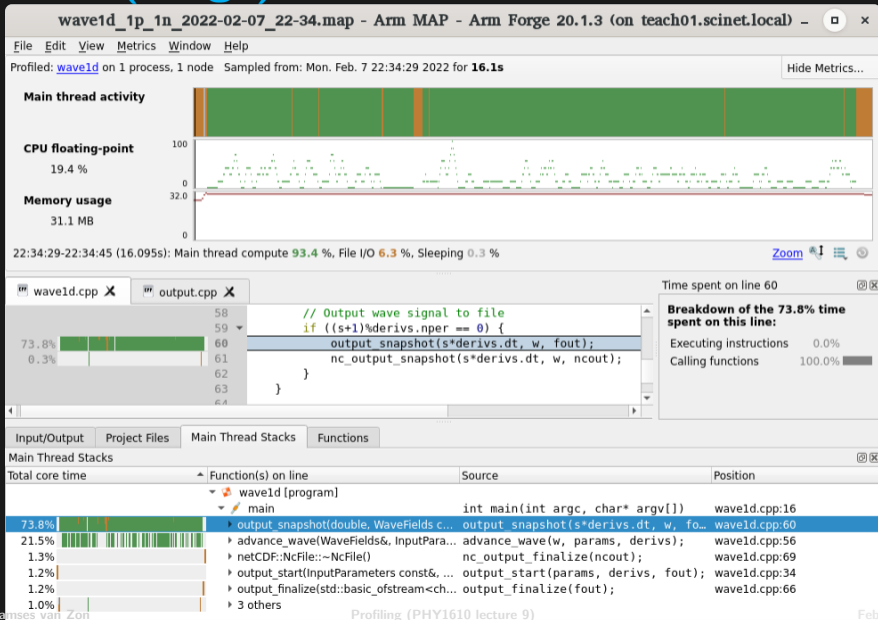 wave1d_1p_1n_2022-02-07_22-34.map - Arm MAP - Arm Forge 20.1.3 (on teach01.scinet.local)
File Edit View Metrics Window Help
Profiled: wave1d on 1 process, 1 node Sampled from: Mon. Feb. 7 22:34:29 2022 for 16.1s Hide Metrics...
Main thread activity
CPU floating-point 100
19.4 %
0
Memory usage 32.0
31.1 MB
0
22:34:29-22:34:45 (16.095s): Main thread compute 93.4 %, File I/O 6.3 %, Sleeping 0.3 % Zoom
wave1d.cpp output.cpp Time spent on line 60
58 // Output wave signal to file
59 if ((s+1)%derivs.nper == 0) {
73.8% 60 output_snapshot(s*derivs.dt, w, fout);
0.3% 61 nc_output_snapshot(s*derivs.dt, w, ncout);
62 }
63 }
64
Breakdown of the 73.8% time
spent on this line:
Executing instructions 0.0%
Calling functions 100.0%
Input/Output Project Files Main Thread Stacks Functions
Main Thread Stacks
Total core time Function(s) on line Source Position
wave1d [program]
main int main(int argc, char* argv[]) wave1d.cpp:16
73.8% output_snapshot(double, WaveFields c... output_snapshot(s*derivs.dt, w, fo... wave1d.cpp:60
21.5% advance_wave(WaveFields&, InputPara... advance_wave(w, params, derivs); wave1d.cpp:56
1.3% netCDF::NcFile::~NcFile() nc_output_finalize(ncout); wave1d.cpp:69
1.2% output_start(InputParameters const&, ... output_start(params, derivs, fout); wave1d.cpp:34
1.2% output_finalize(std::basic_ofstream<ch... output_finalize(fout); wave1d.cpp:66
1.0% 3 others
amses van Zon Profiling (PHY1610 lecture 9) Feb